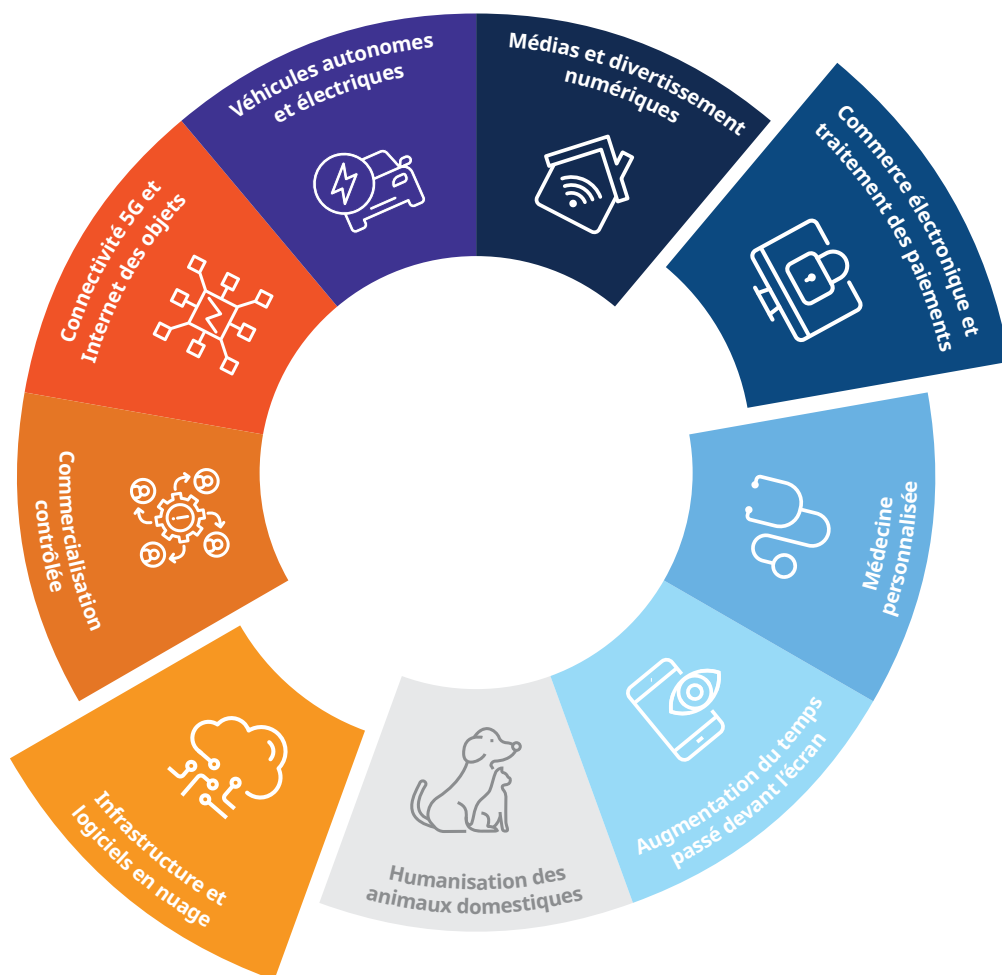 Médias et divertissement
numériques
Commerce électronique et
traitement des paiements
Médecine
personnalisée
Augmentation du temps
passé devant l'écran
Humanisation des
animaux domestiques
Infrastructure et
logiciels en nuage
Commercialisation
contrôlée
Connectivité 5G et
Internet des objets
Véhicules autonomes
et électriques